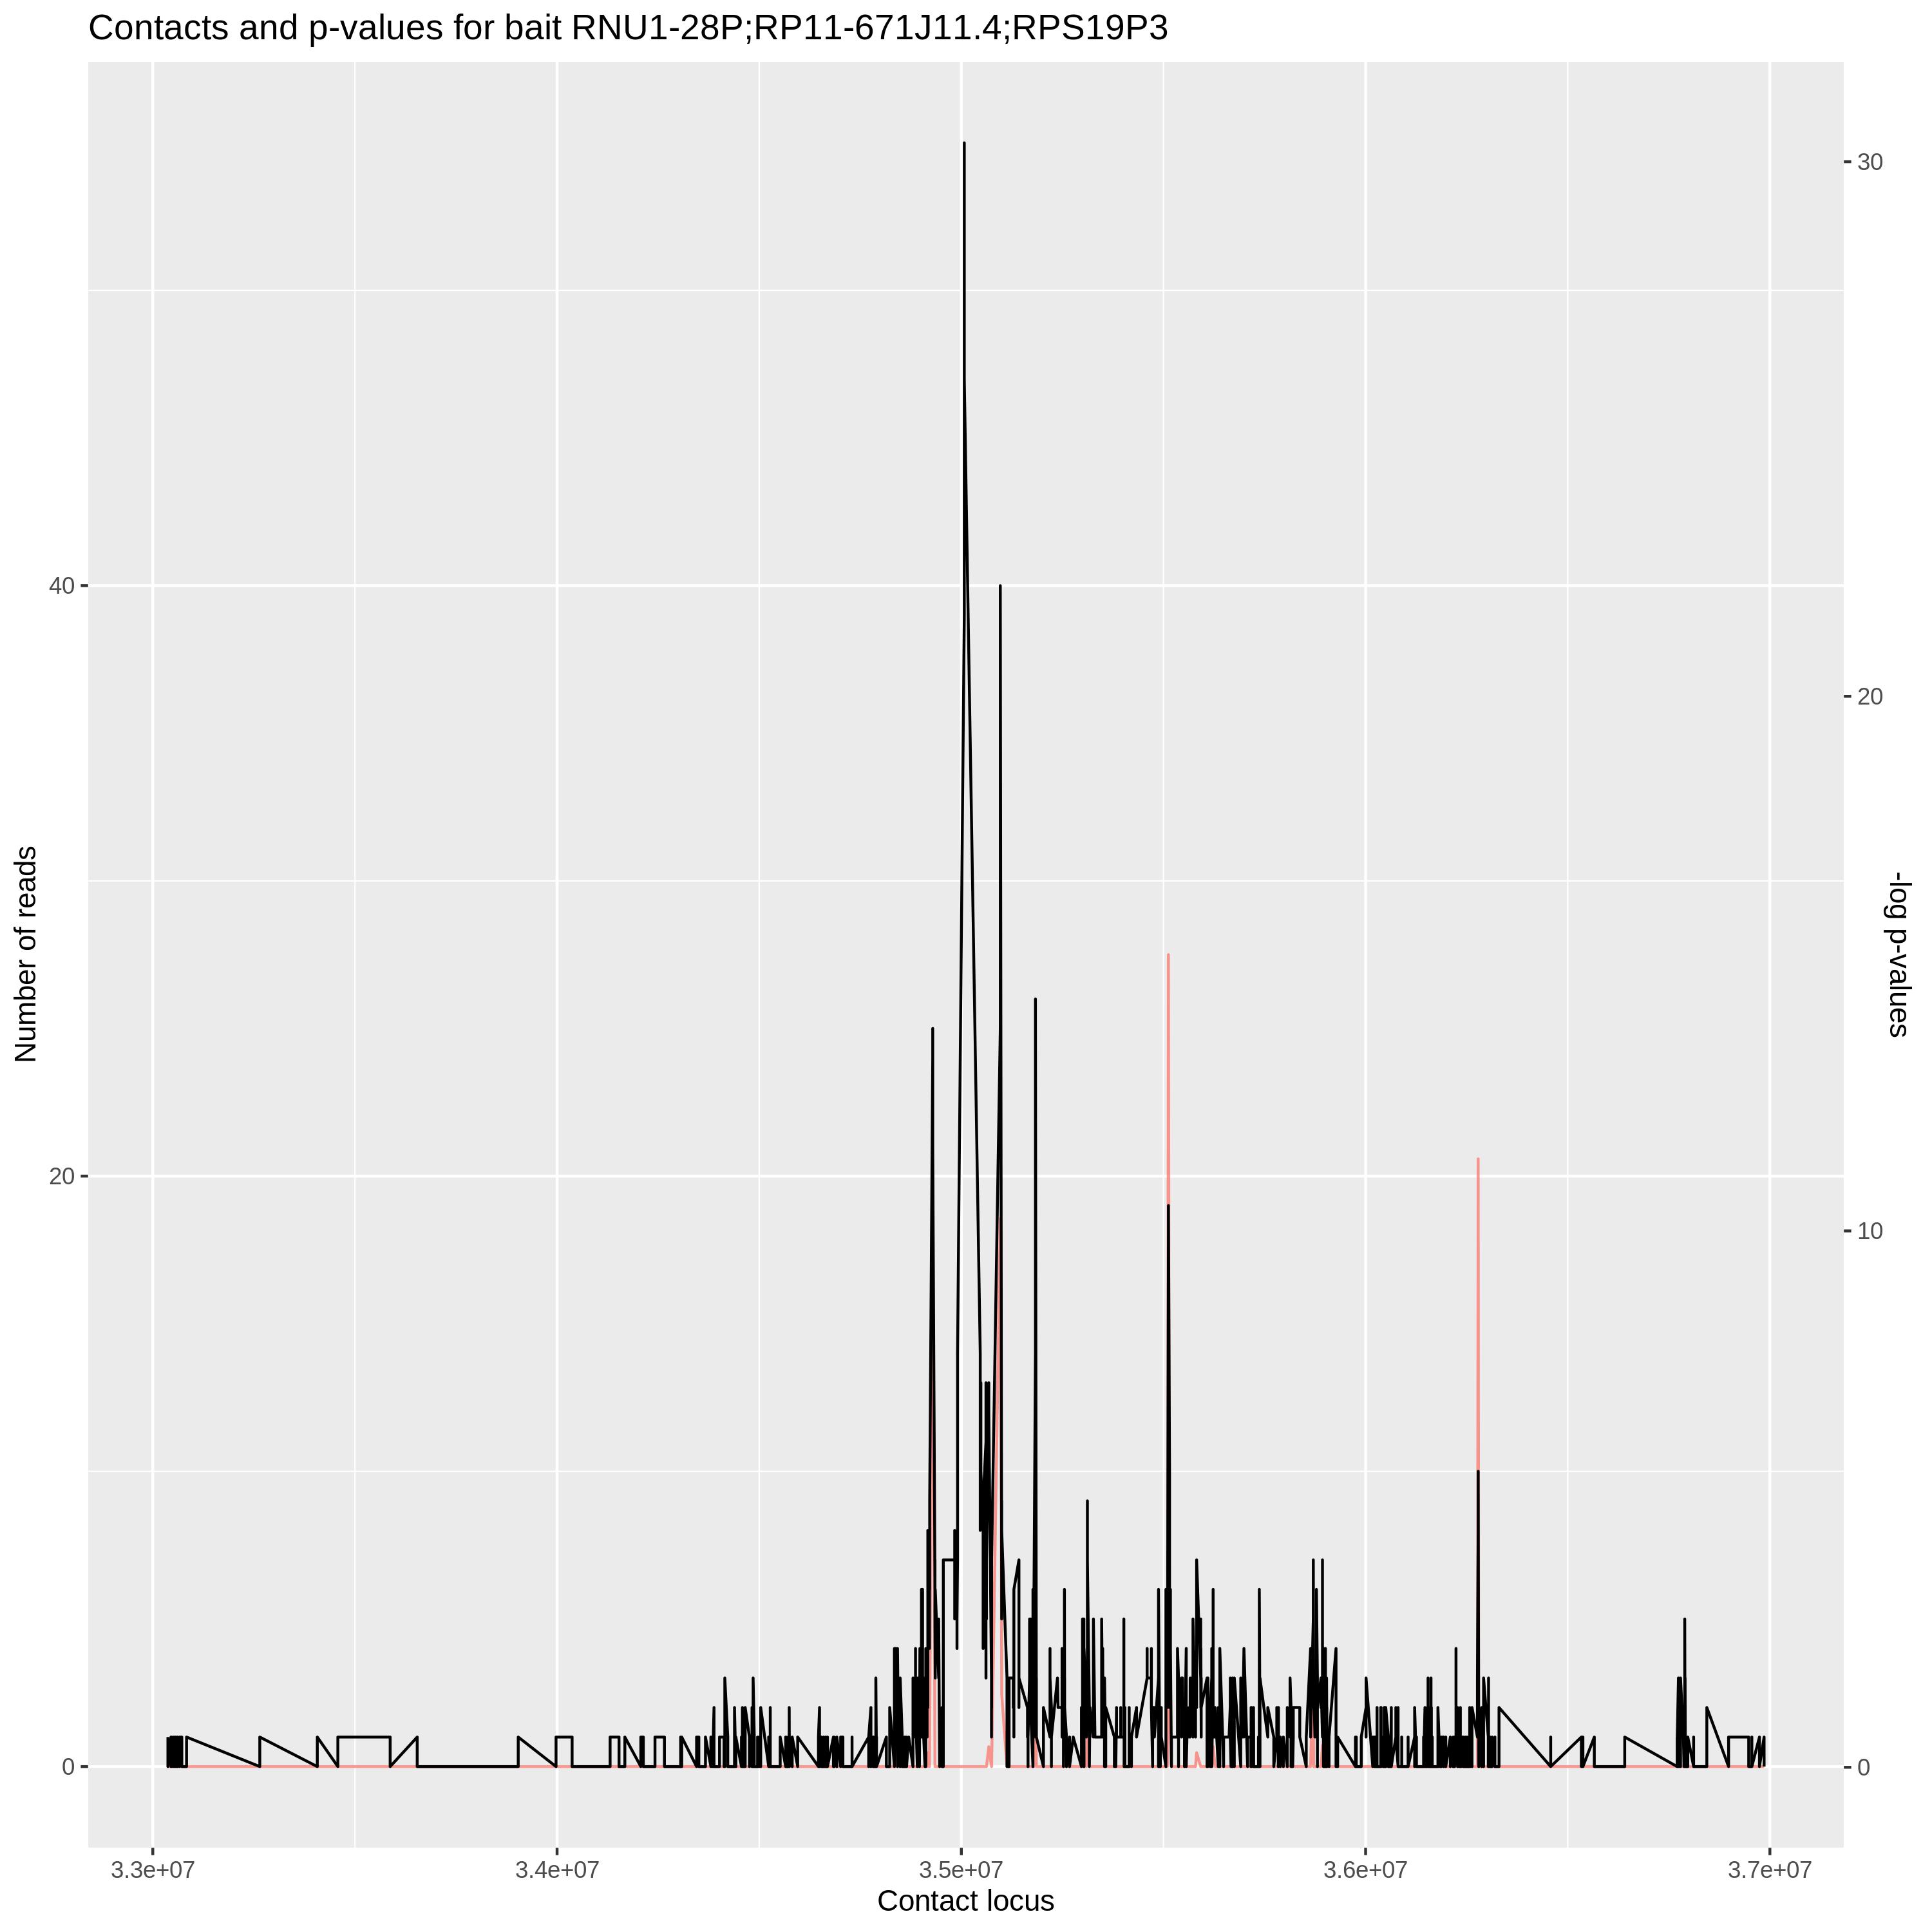 Contacts and p-values for bait RNU1-28P;RP11-671J11.4;RPS19P3
30
40
20
20
10
0
0
Number of reads
-log p-values
3.3e+07
3.4e+07
3.5e+07
3.6e+07
3.7e+07
Contact locus